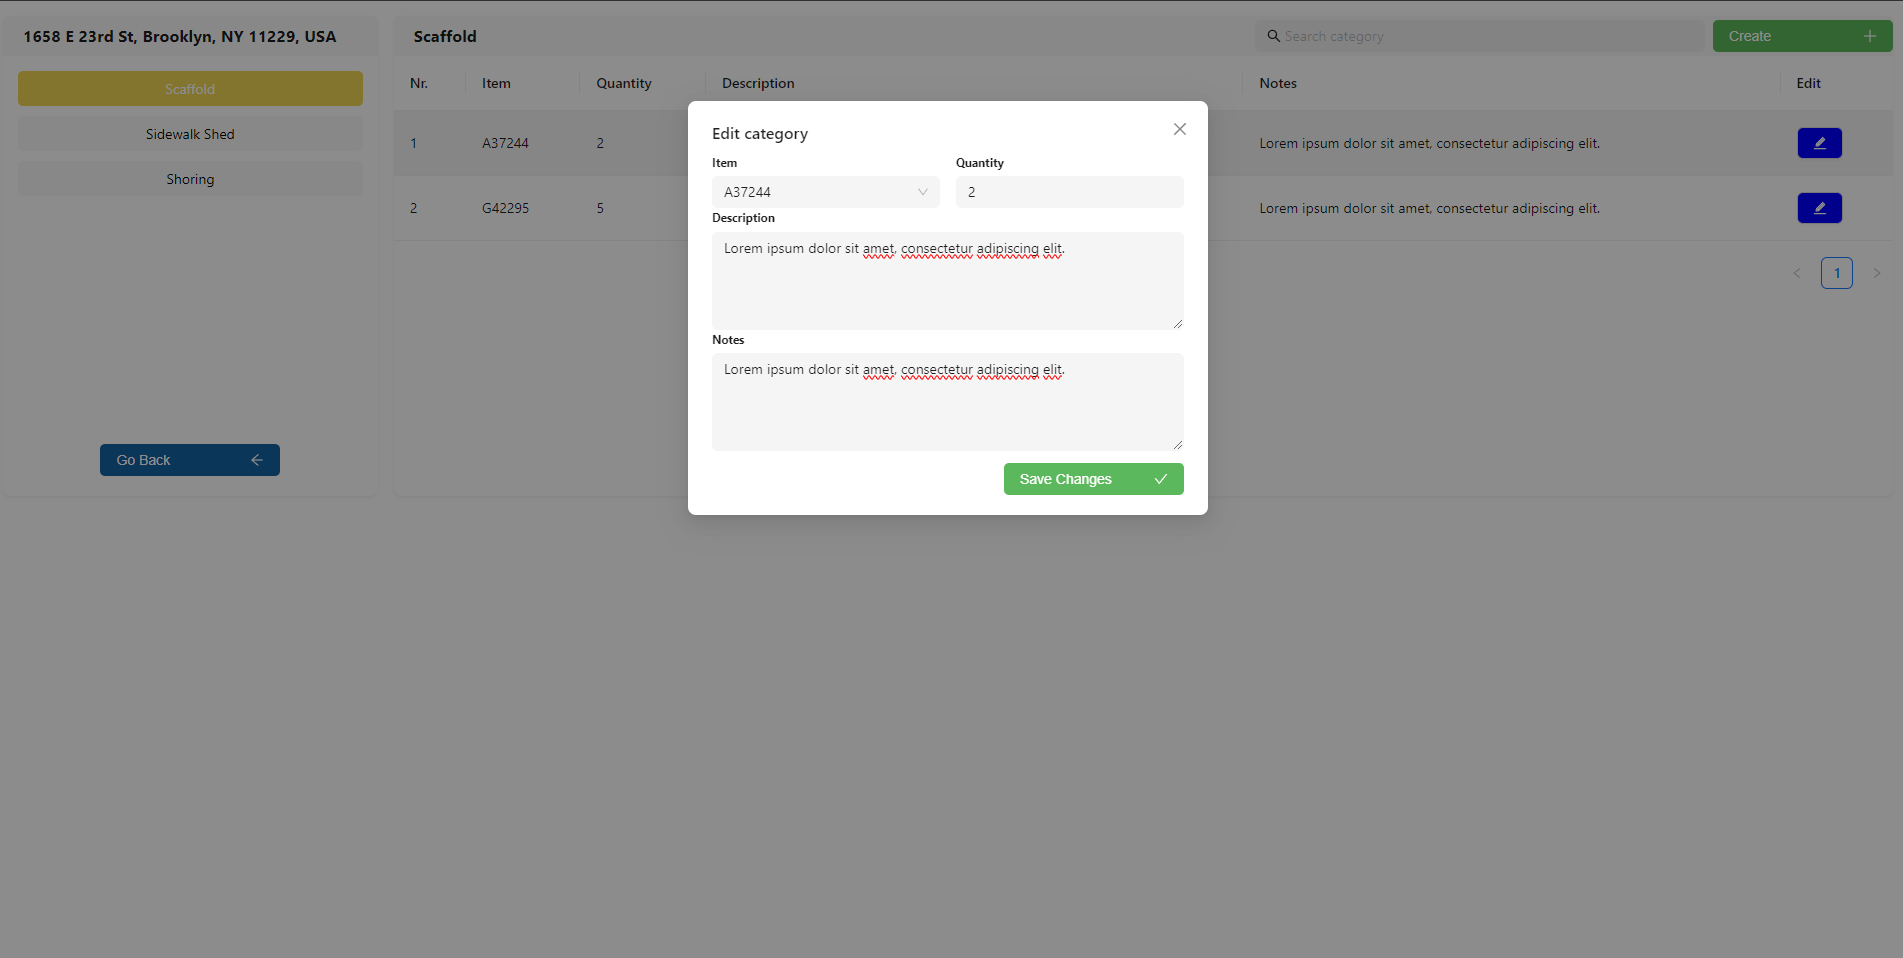 1658 E 23rd St, Brooklyn, NY 11229, USA
Scaffold
Sidewalk Shed
Shoring
Go Back
Scaffold
Search category
Create
Nr. Item Quantity Description Notes Edit
1 A37244 2 Lorem ipsum dolor sit amet, consectetur adipiscing elit.
2 G42295 5 Lorem ipsum dolor sit amet, consectetur adipiscing elit.
1
Edit category
Item Quantity
A37244 2
Description
Lorem ipsum dolor sit amet, consectetur adipiscing elit.
Notes
Lorem ipsum dolor sit amet, consectetur adipiscing elit.
Save Changes